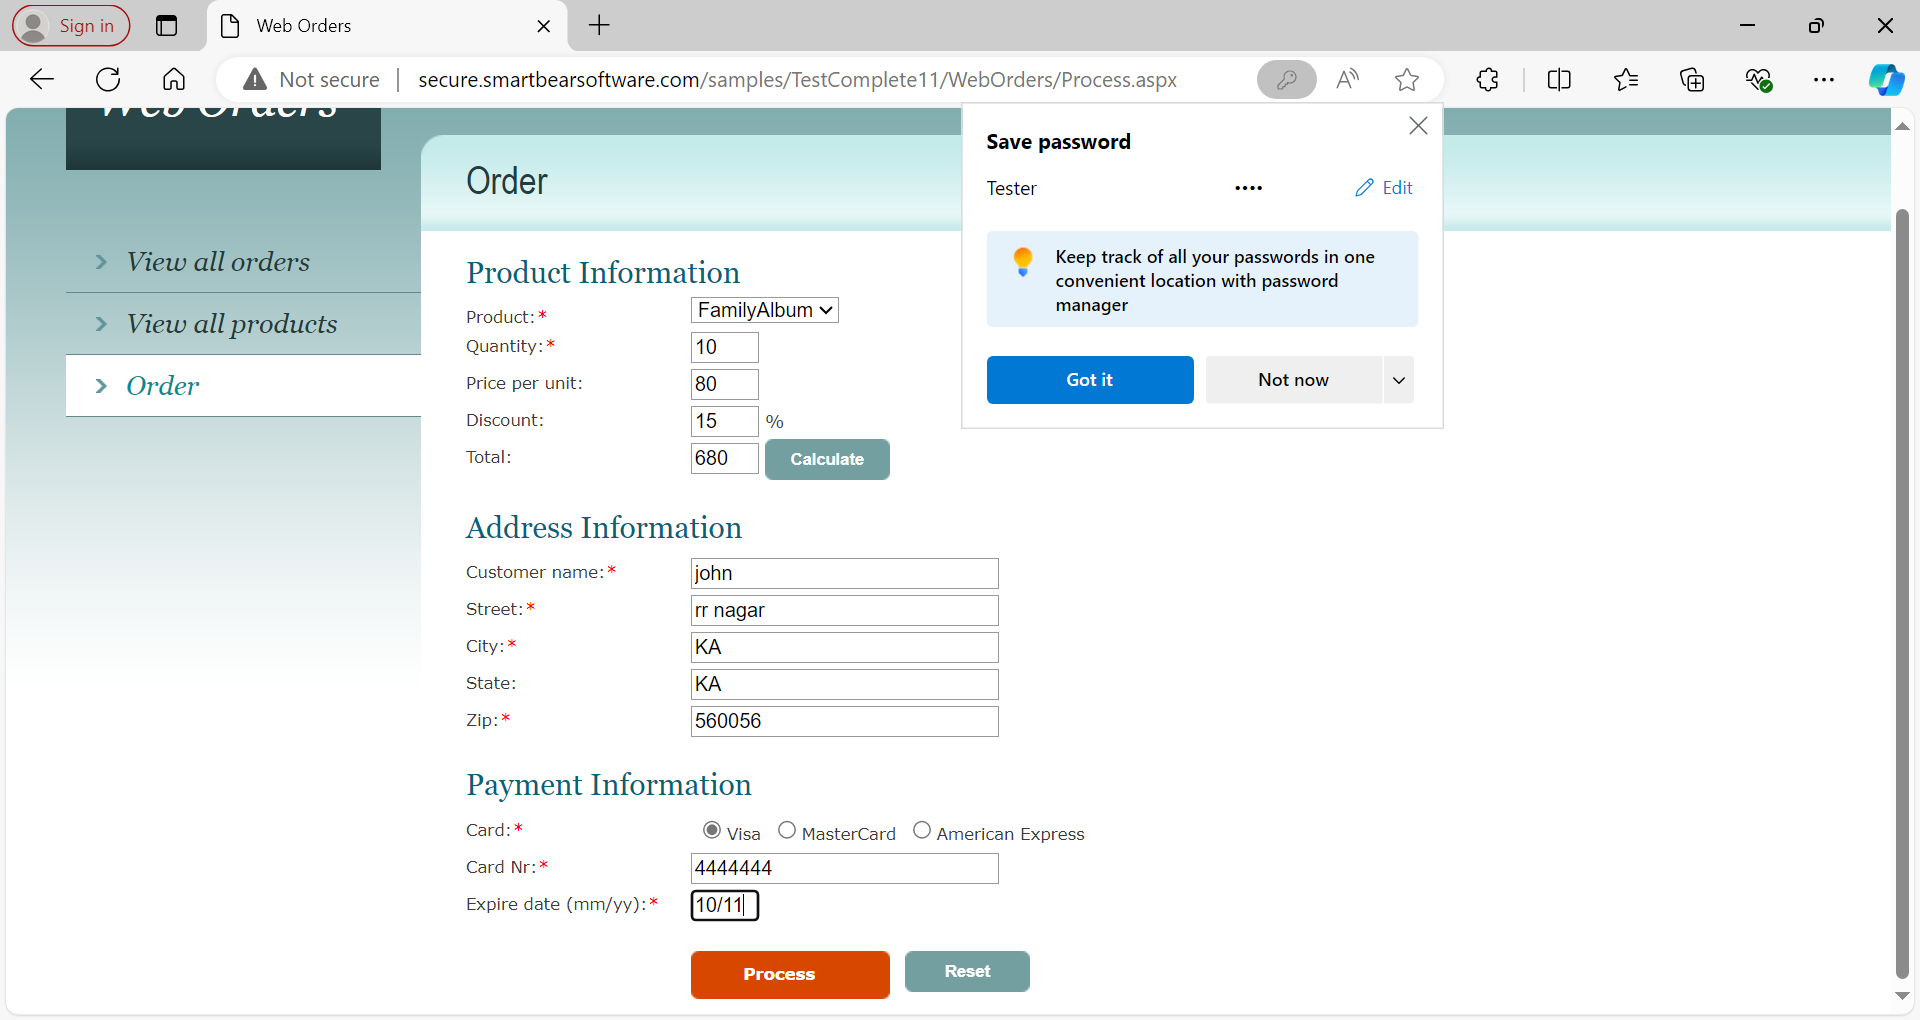 Sign in
Web Orders
Not secure
secure.smartbearsoftware.com/samples/TestComplete11/WebOrders/Process.aspx
Web Orders
View all orders
View all products
Order
Order
Product Information
Product:* FamilyAlbum
Quantity:* 10
Price per unit: 80
Discount: 15 %
Total: 680 Calculate
Address Information
Customer name:* john
Street:* rr nagar
City:* KA
State: KA
Zip:* 560056
Payment Information
Card:* Visa MasterCard American Express
Card Nr:* 4444444
Expire date (mm/yy):* 10/11
Process Reset
Save password
Tester •••• Edit
Keep track of all your passwords in one
convenient location with password
manager
Got it Not now